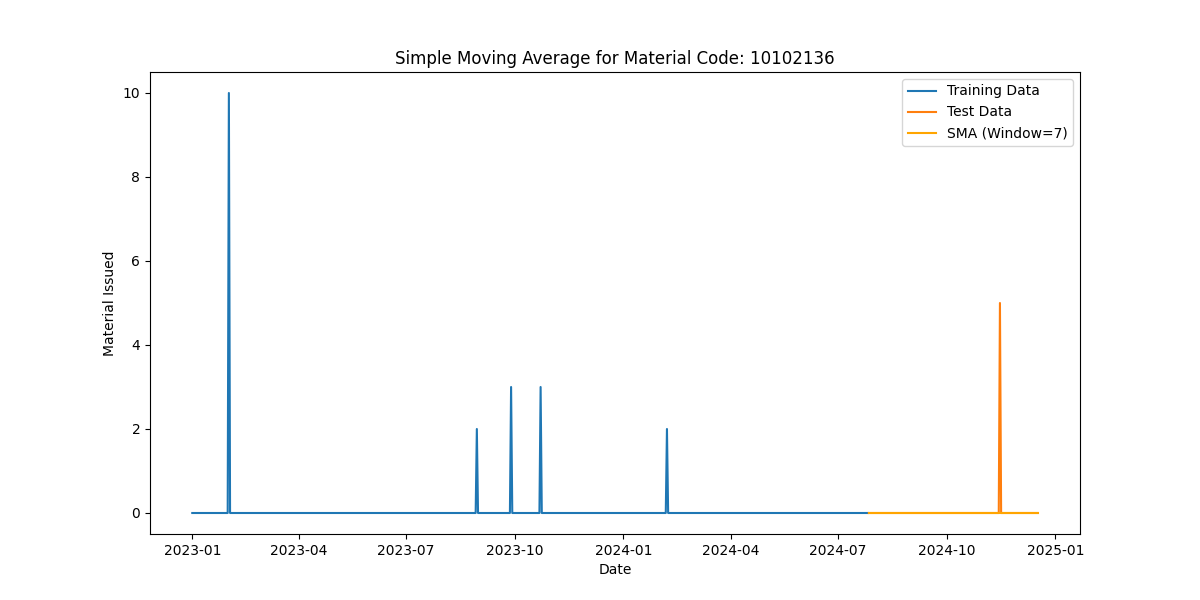 Simple Moving Average for Material Code: 10102136
Training Data
Test Data
SMA (Window=7)
10
8
6
4
2
0
Material Issued
2023-01 2023-04 2023-07 2023-10 2024-01 2024-04 2024-07 2024-10 2025-01
Date